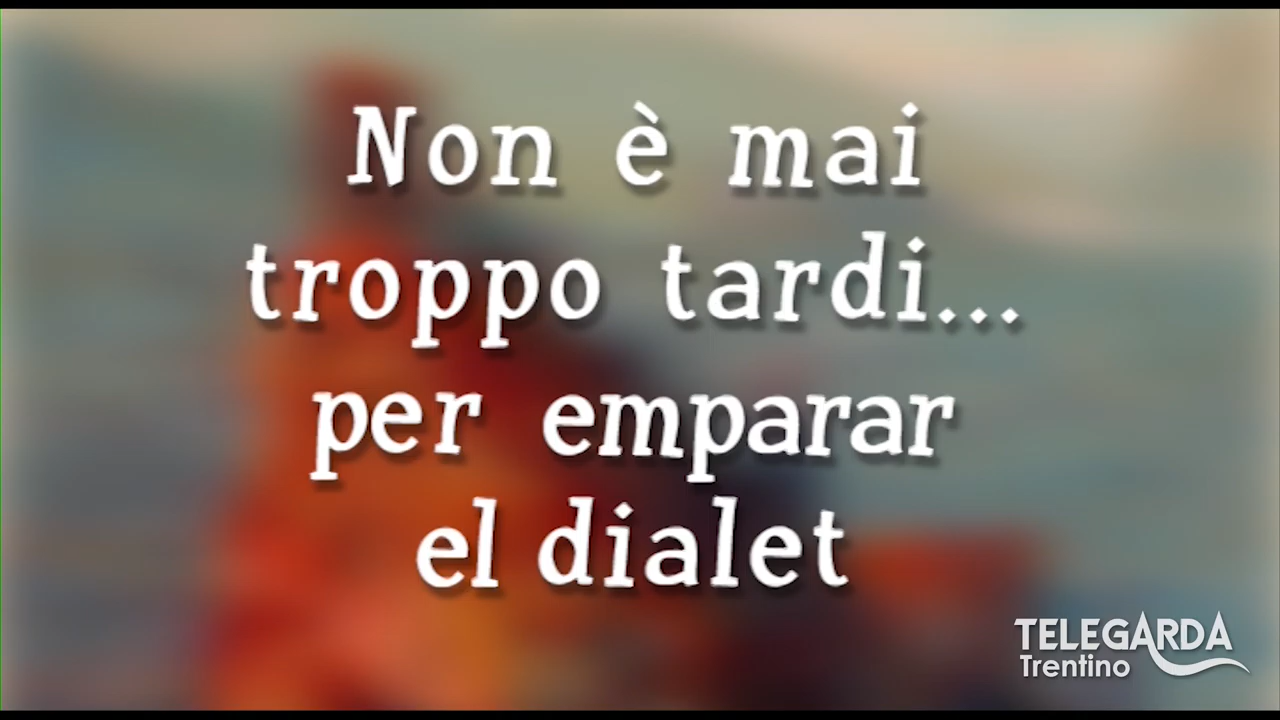 Non è mai
troppo tardi...
per emparar
el dialet
TELEGARDA
Trentino